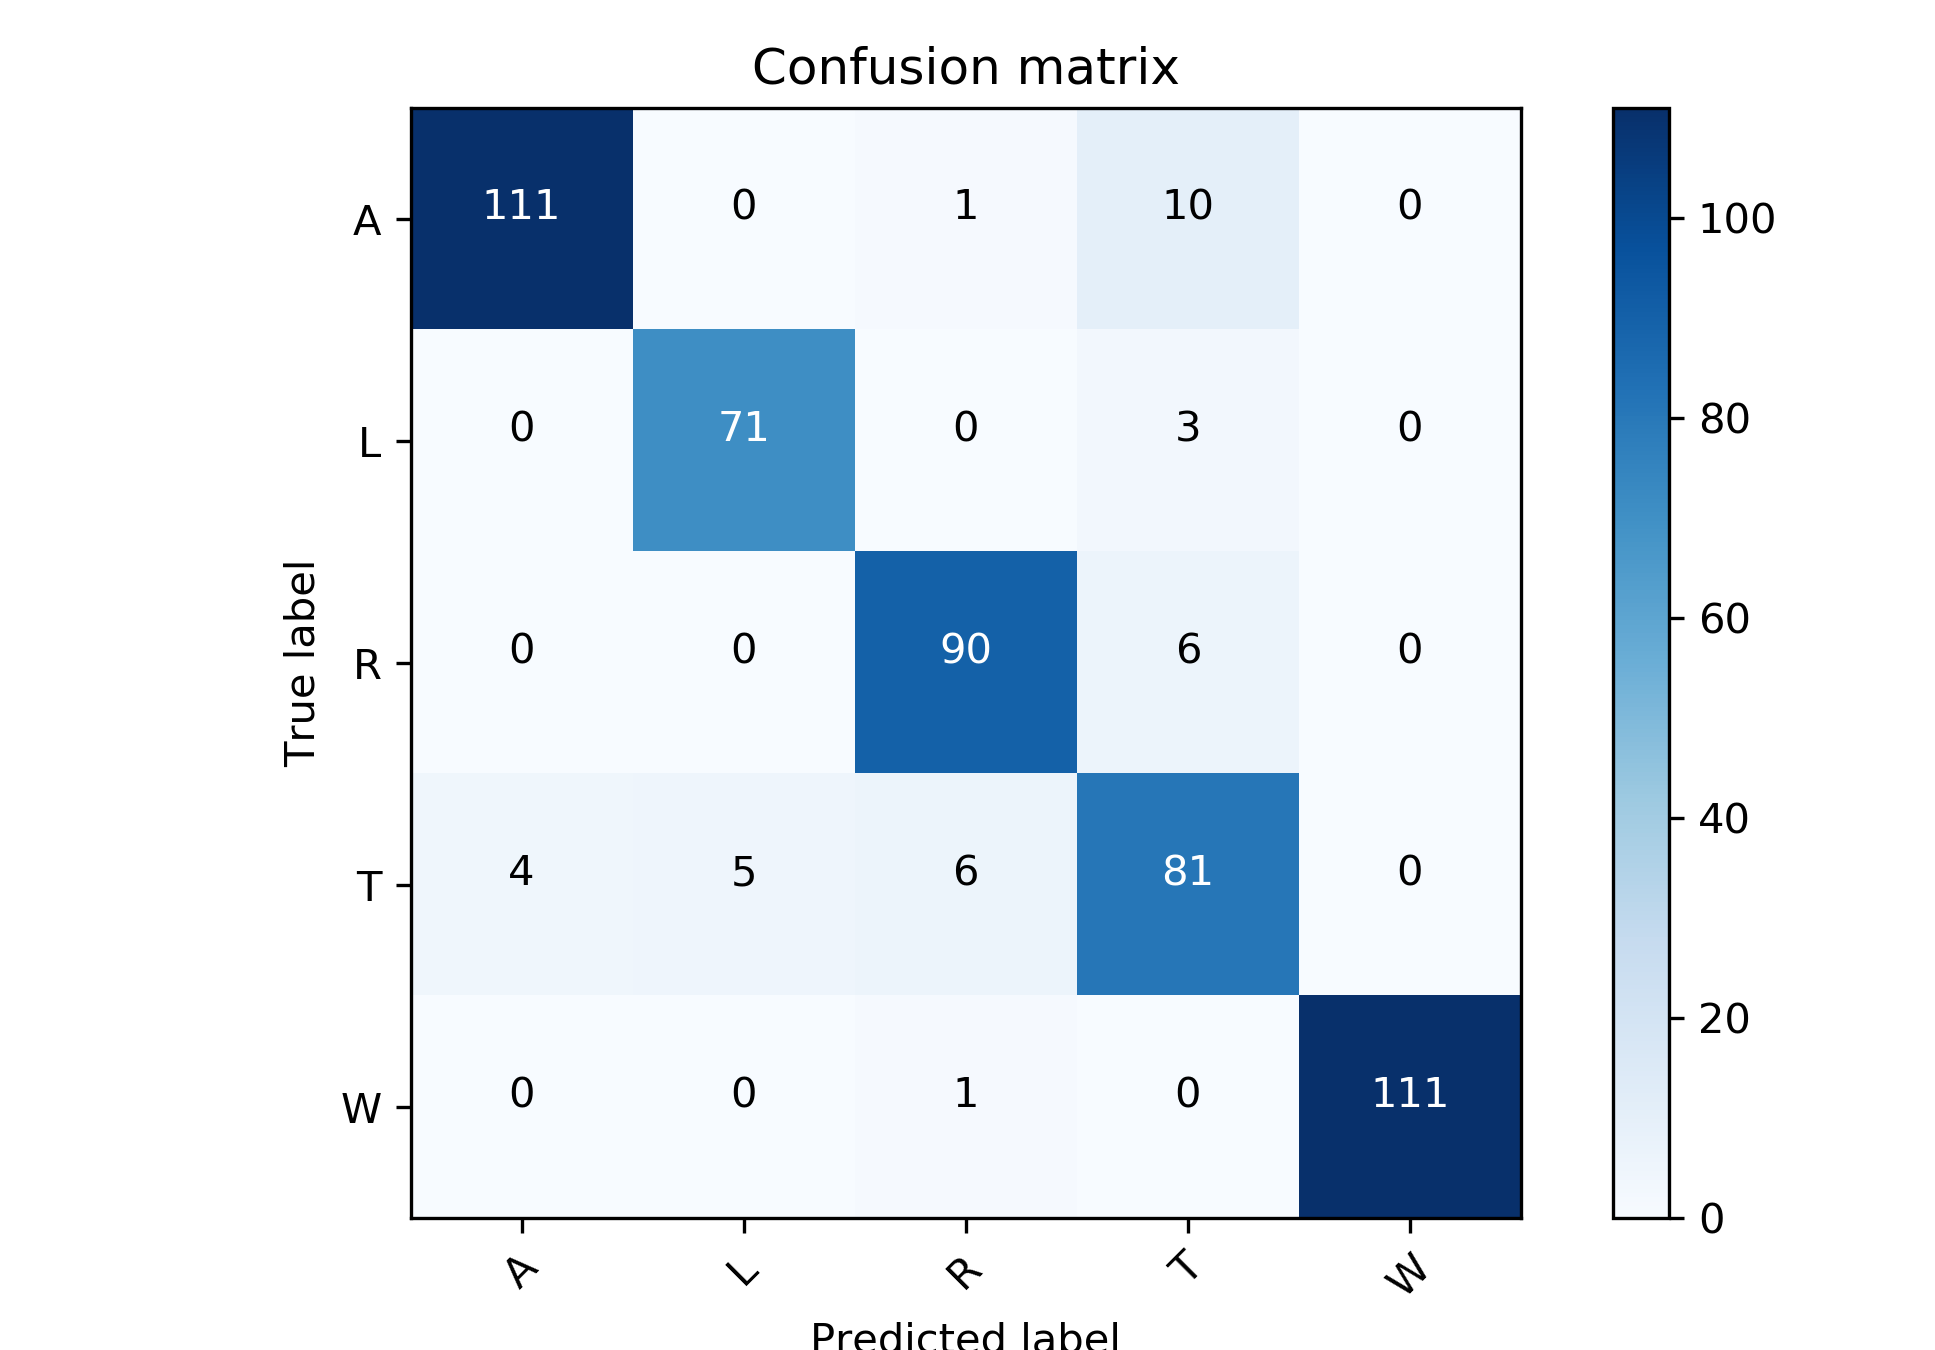 Confusion matrix
A 111 0 1 10 0
L 0 71 0 3 0
R 0 0 90 6 0
T 4 5 6 81 0
W 0 0 1 0 111
A L R T W
True label
Predicted label
100
80
60
40
20
0